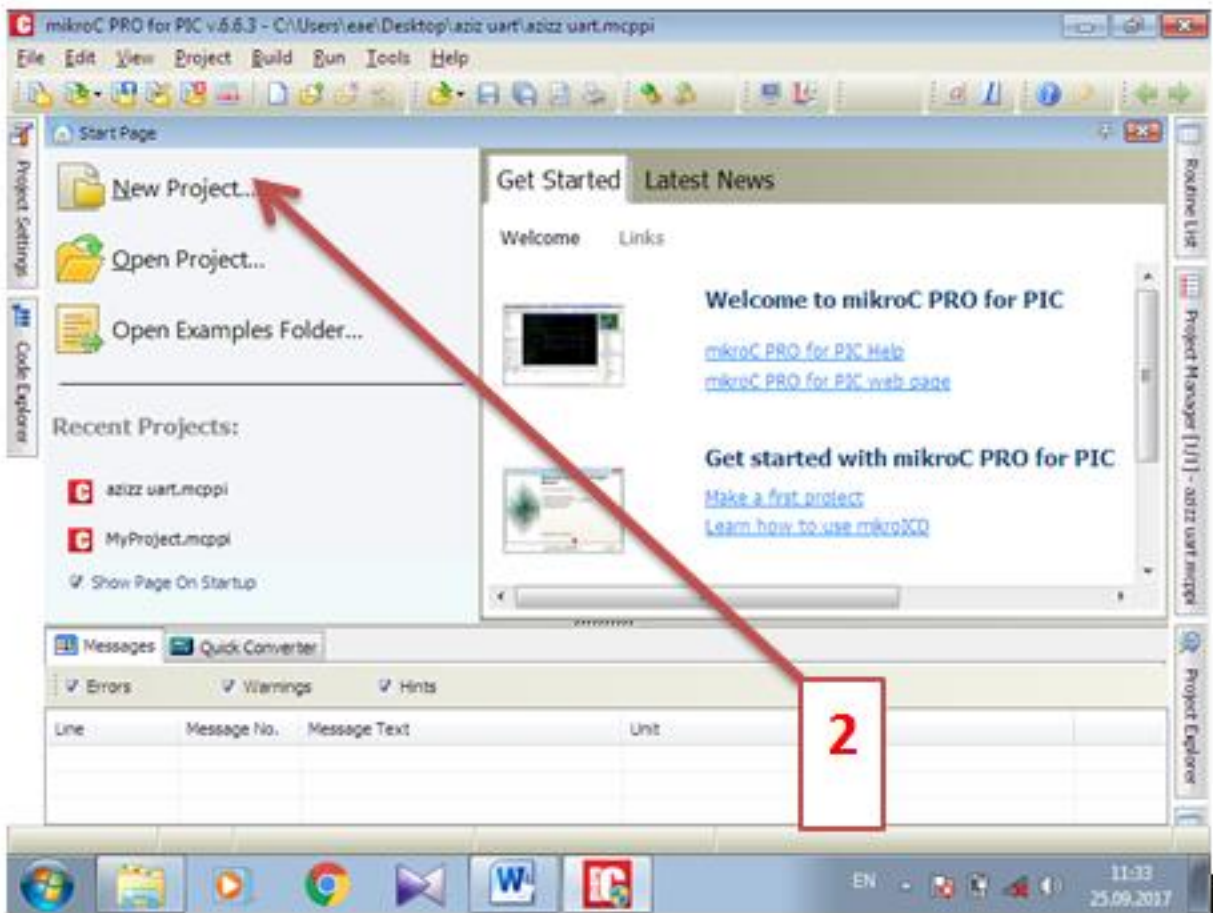 mikroC PRO for PIC v.6.6.3 - C:\Users\eae\Desktop\aziz uart\azizz uart.mcppi
File Edit View Project Build Run Tools Help
Start Page
New Project...
Open Project...
Open Examples Folder...
Recent Projects:
azizz uart.mcppi
MyProject.mcppi
Show Page On Startup
Get Started Latest News
Welcome Links
Welcome to mikroC PRO for PIC
mikroC PRO for PIC Help
mikroC PRO for PIC web page
Get started with mikroC PRO for PIC
Make a first project
Learn how to use mikroICD
Project Settings
Code Explorer
Routine List
Project Manager [1/1] - azizz uart.mcppi
Project Explorer
Messages Quick Converter
Errors Warnings Hints
Line Message No. Message Text Unit
2
EN
11:33
25.09.2017